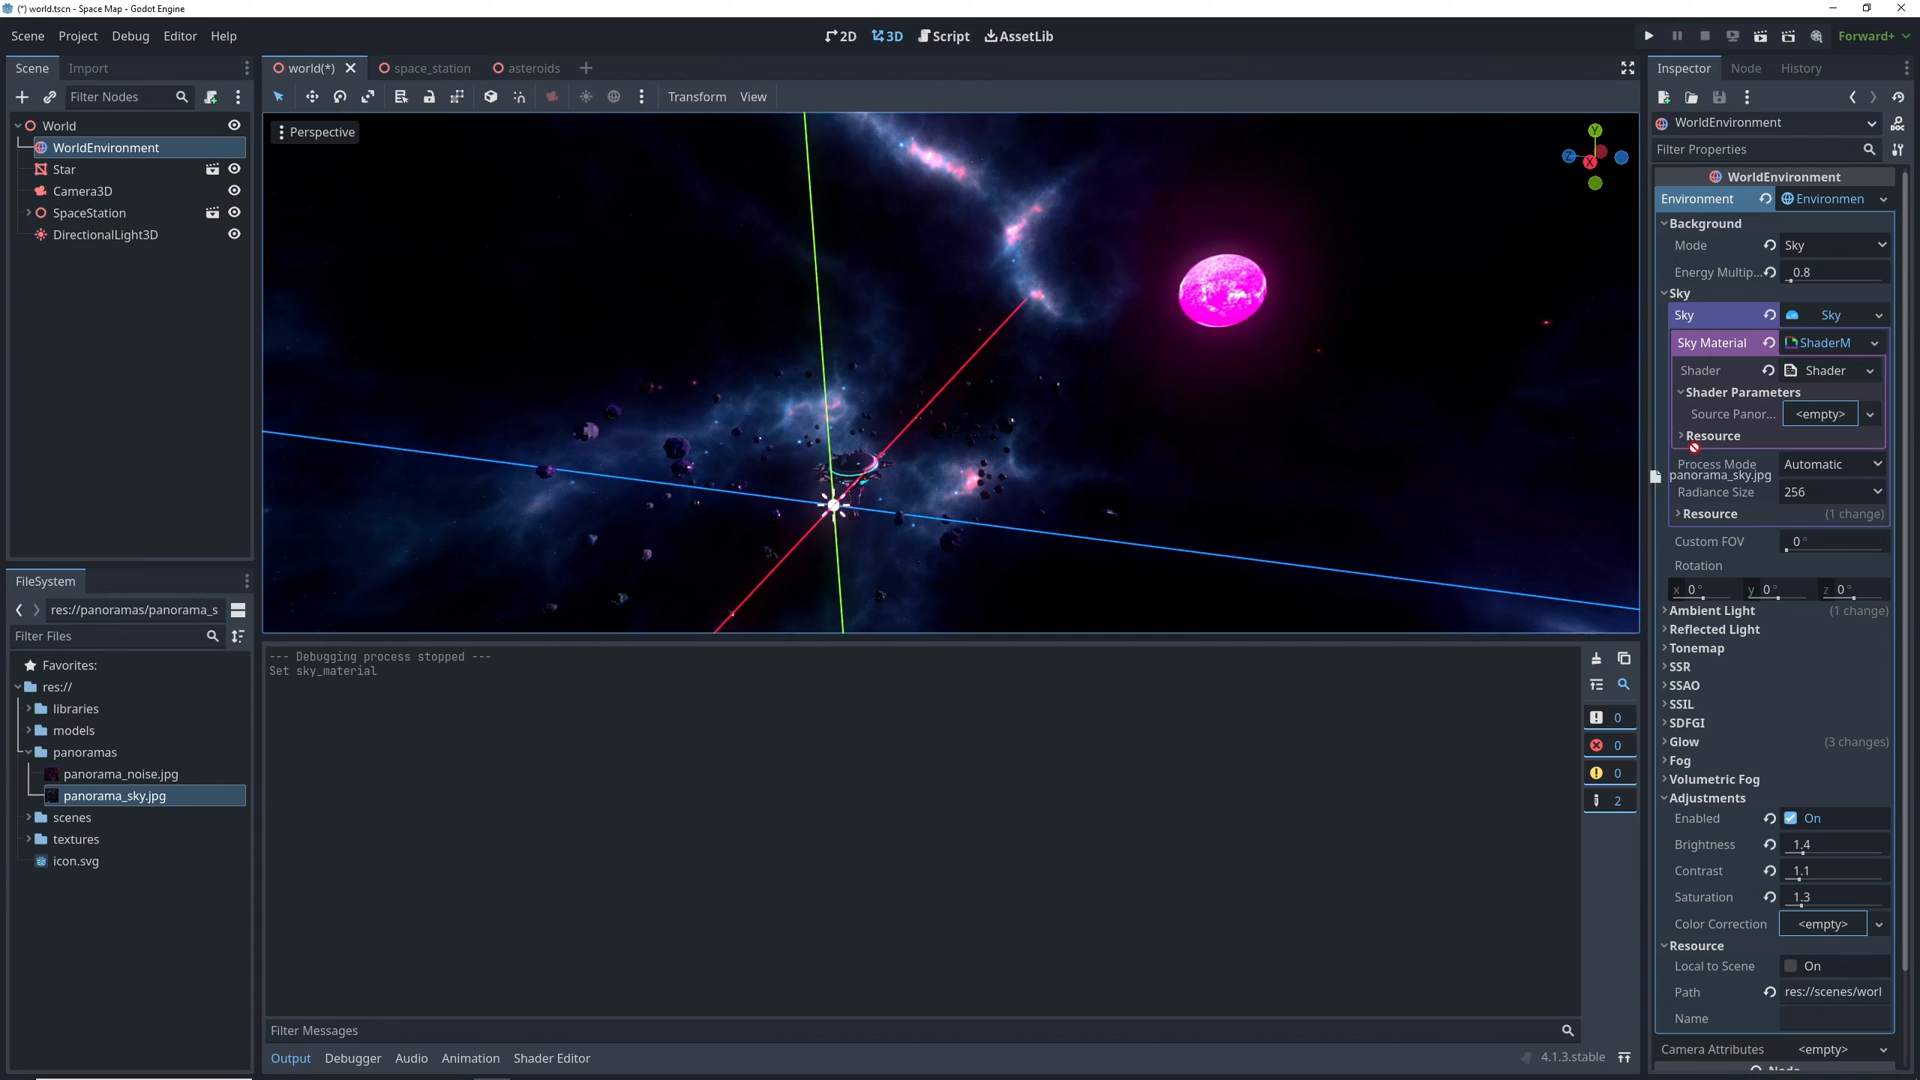 (*) world.tscn - Space Map - Godot Engine
Scene Project Debug Editor Help
2D 3D Script AssetLib
Forward+
Scene Import
world(*) space_station asteroids
Inspector Node History
Filter Nodes
Transform View
World
WorldEnvironment
Star
Camera3D
SpaceStation
DirectionalLight3D
Perspective
Y
Z
X
WorldEnvironment
Filter Properties
WorldEnvironment
Environment Environmen
Background
Mode Sky
Energy Multip... 0.8
Sky
Sky Sky
Sky Material ShaderM
Shader Shader
Shader Parameters
Source Panor... <empty>
Resource
Process Mode Automatic
panorama_sky.jpg
Radiance Size 256
Resource (1 change)
Custom FOV 0 °
Rotation
x 0 ° y 0 ° z 0 °
Ambient Light (1 change)
Reflected Light
Tonemap
SSR
SSAO
SSIL
SDFGI
Glow (3 changes)
Fog
Volumetric Fog
Adjustments
Enabled On
Brightness 1.4
Contrast 1.1
Saturation 1.3
Color Correction <empty>
Resource
Local to Scene On
Path res://scenes/worl
Name
Camera Attributes <empty>
FileSystem
res://panoramas/panorama_s
Filter Files
Favorites:
res://
libraries
models
panoramas
panorama_noise.jpg
panorama_sky.jpg
scenes
textures
icon.svg
--- Debugging process stopped ---
Set sky_material
0
0
0
2
Filter Messages
Output Debugger Audio Animation Shader Editor
4.1.3.stable